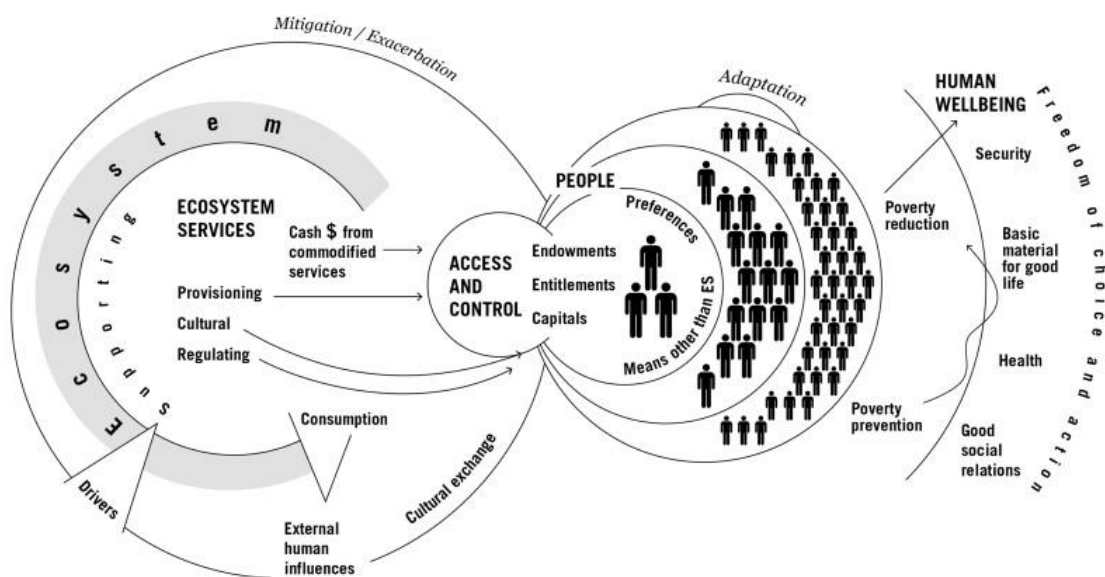 Mitigation / Exacerbation
Ecosystem
Supporting
ECOSYSTEM
SERVICES
Cash $ from
commodified
services
Provisioning
Cultural
Regulating
Consumption
Drivers
External
human
influences
Cultural exchange
ACCESS
AND
CONTROL
Adaptation
PEOPLE
Preferences
Endowments
Entitlements
Capitals
Means other than ES
HUMAN
WELLBEING
Poverty
reduction
Poverty
prevention
Security
Basic
material
for good
life
Health
Good
social
relations
Freedom of choice and action